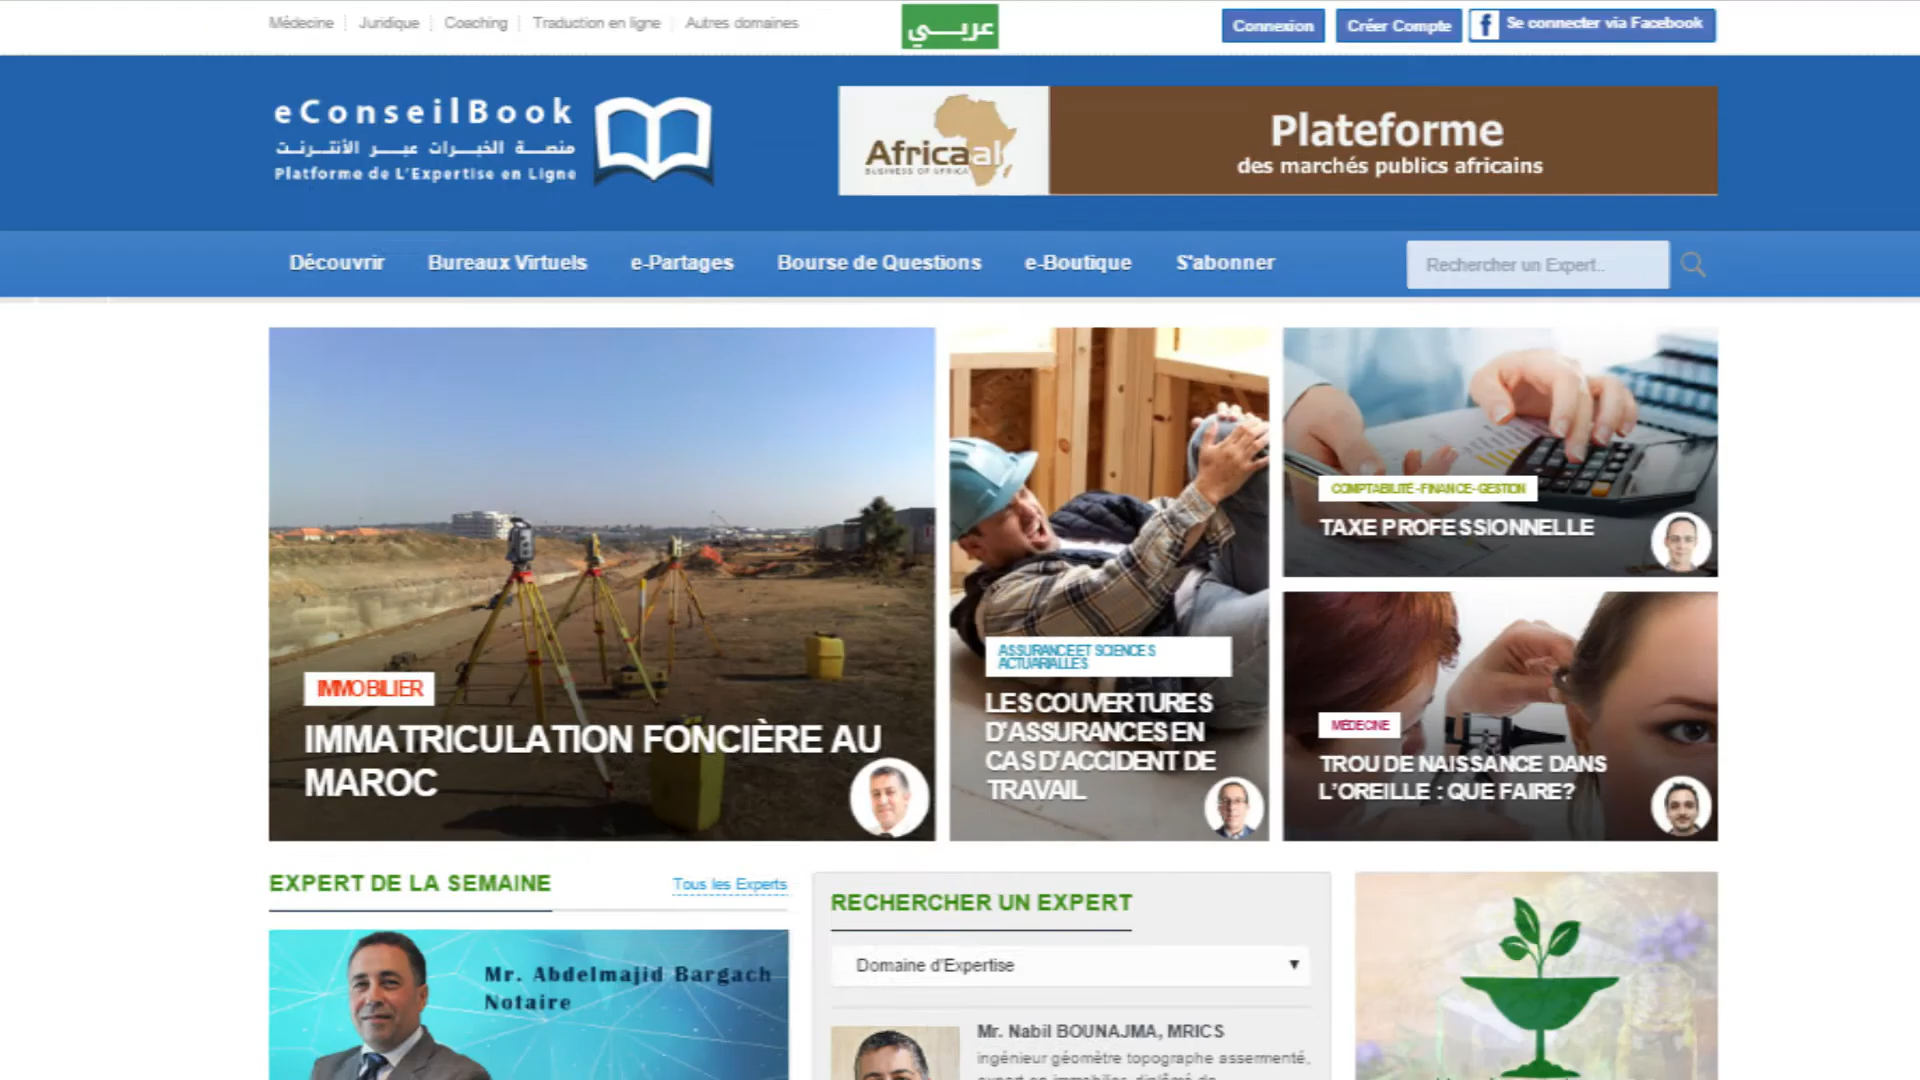 Médecine
Juridique
Coaching
Traduction en ligne
Autres domaines
عربي
Connexion
Créer Compte
Se connecter via Facebook
eConseilBook
منصة الخبرات عبر الأنترنت
Platforme de L'Expertise en Ligne
Africaal
BUSINESS OF AFRICA
Plateforme
des marchés publics africains
Découvrir
Bureaux Virtuels
e-Partages
Bourse de Questions
e-Boutique
S'abonner
Rechercher un Expert..
IMMOBILIER
IMMATRICULATION FONCIÈRE AU
MAROC
ASSURANCE ET SCIENCES
ACTUARIALLES
LES COUVERTURES
D'ASSURANCES EN
CAS D'ACCIDENT DE
TRAVAIL
COMPTABILITÉ - FINANCE - GESTION
TAXE PROFESSIONNELLE
MÉDECINE
TROU DE NAISSANCE DANS
L'OREILLE : QUE FAIRE?
EXPERT DE LA SEMAINE
Tous les Experts
Mr. Abdelmajid Bargach
Notaire
RECHERCHER UN EXPERT
Domaine d'Expertise
Mr. Nabil BOUNAJMA, MRICS
ingénieur géomètre topographe assermenté,
expert en immobilier, diplômé de